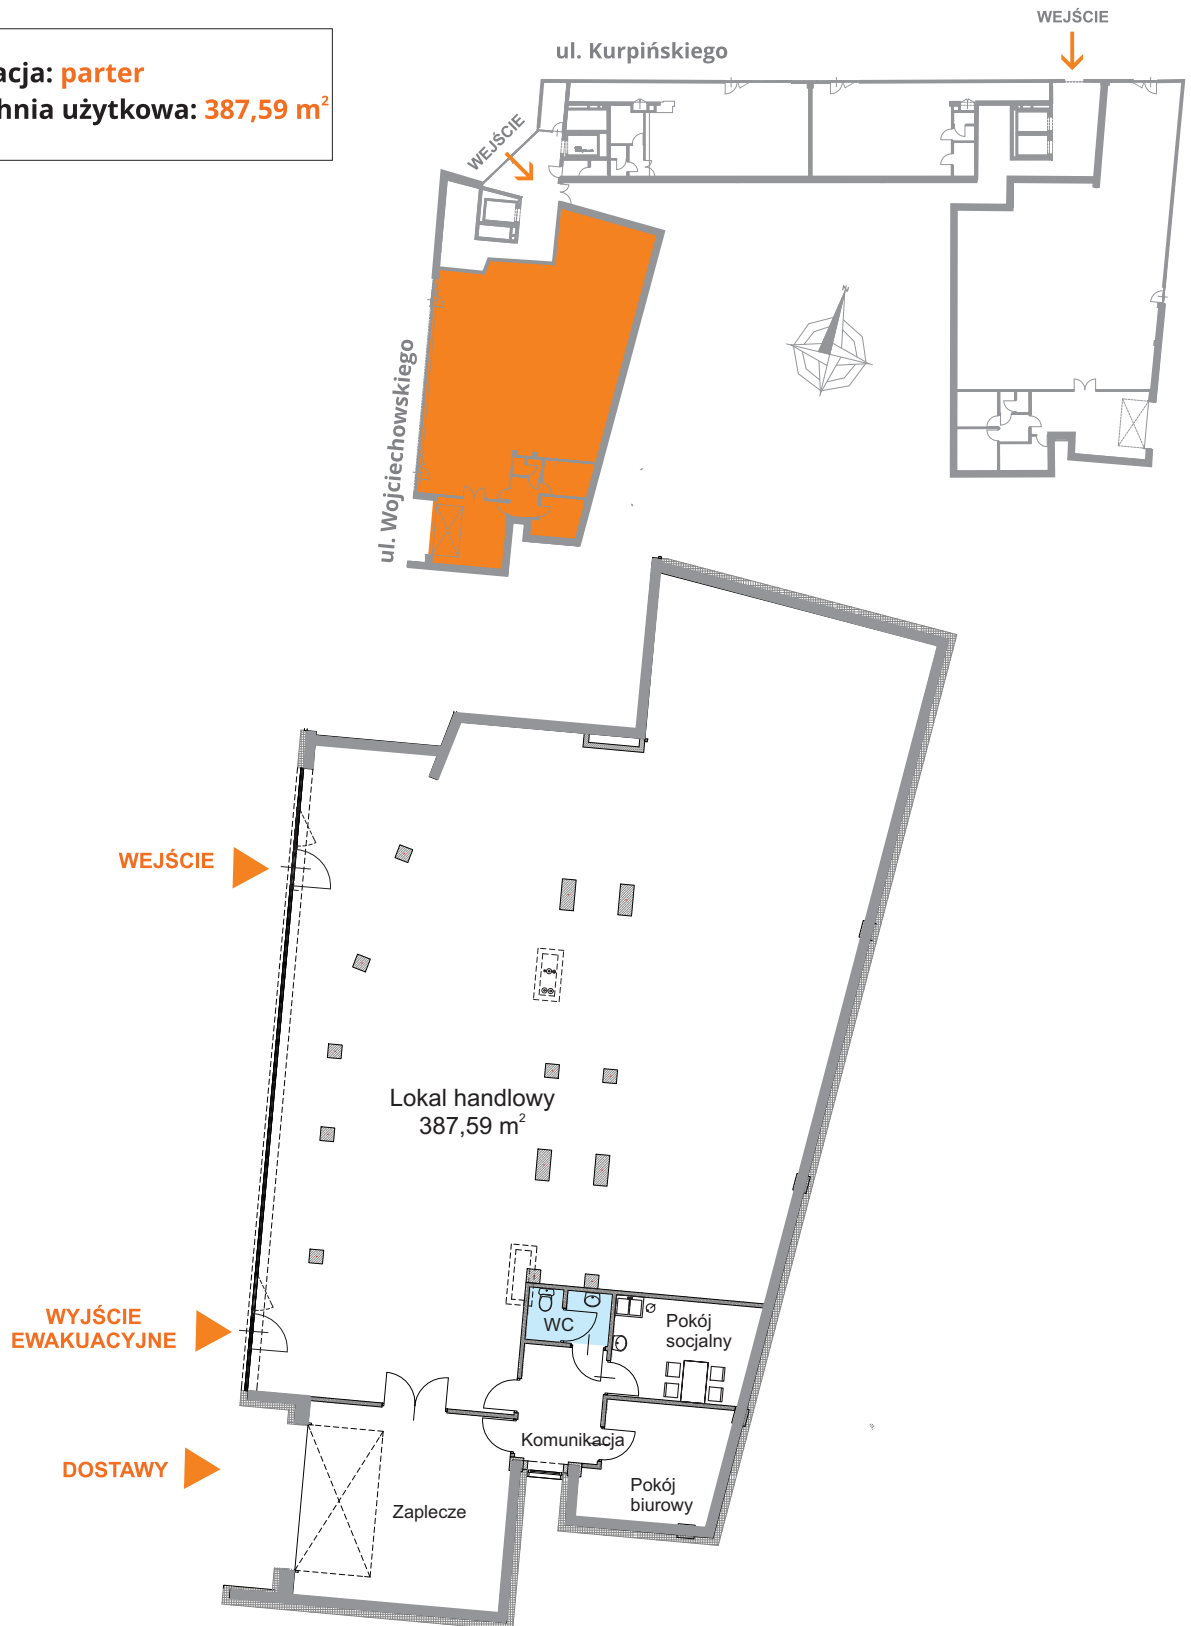 acja: parter
hnia użytkowa: 387,59 m²
WEJŚCIE
ul. Kurpińskiego
WEJŚCIE
N
ul. Wojciechowskiego
WEJŚCIE
Lokal handlowy
387,59 m²
WYJŚCIE
EWAKUACYJNE
WC
Pokój
socjalny
Komunikacja
DOSTAWY
Pokój
biurowy
Zaplecze